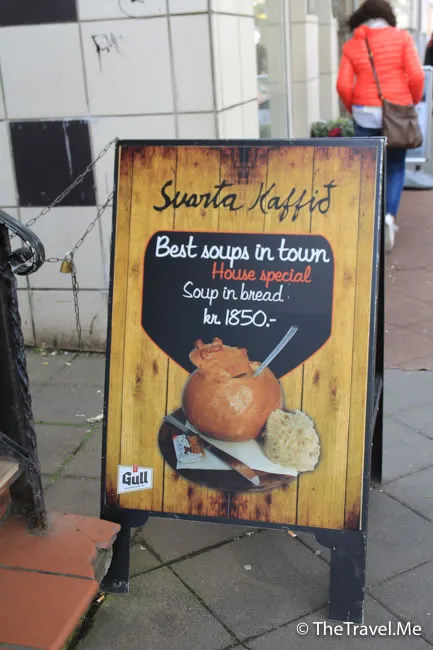 Svarta Kaffið
Best soups in town
House special
Soup in bread
kr. 1850.-
Gull
© TheTravel.Me